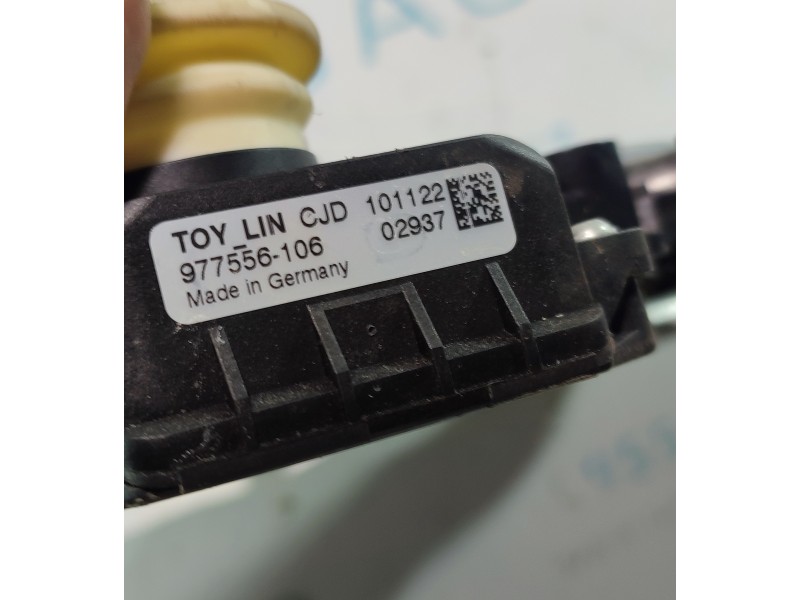 TOY_LIN CJD 101122
977556-106 02937
Made in Germany